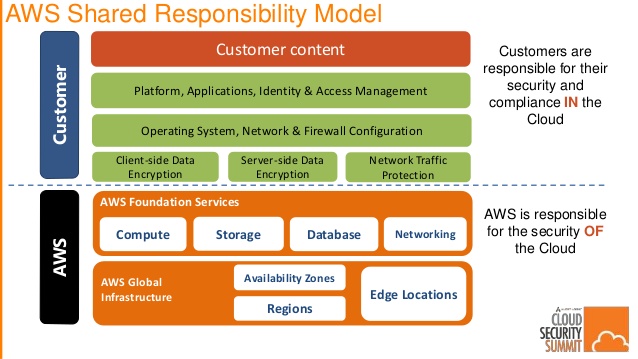 AWS Shared Responsibility Model
Customer
Customer content
Platform, Applications, Identity & Access Management
Operating System, Network & Firewall Configuration
Client-side Data
Encryption
Server-side Data
Encryption
Network Traffic
Protection
Customers are
responsible for their
security and
compliance IN the
Cloud
AWS
AWS Foundation Services
Compute
Storage
Database
Networking
AWS Global
Infrastructure
Availability Zones
Regions
Edge Locations
AWS is responsible
for the security OF
the Cloud
CLOUD
SECURITY
SUMMIT